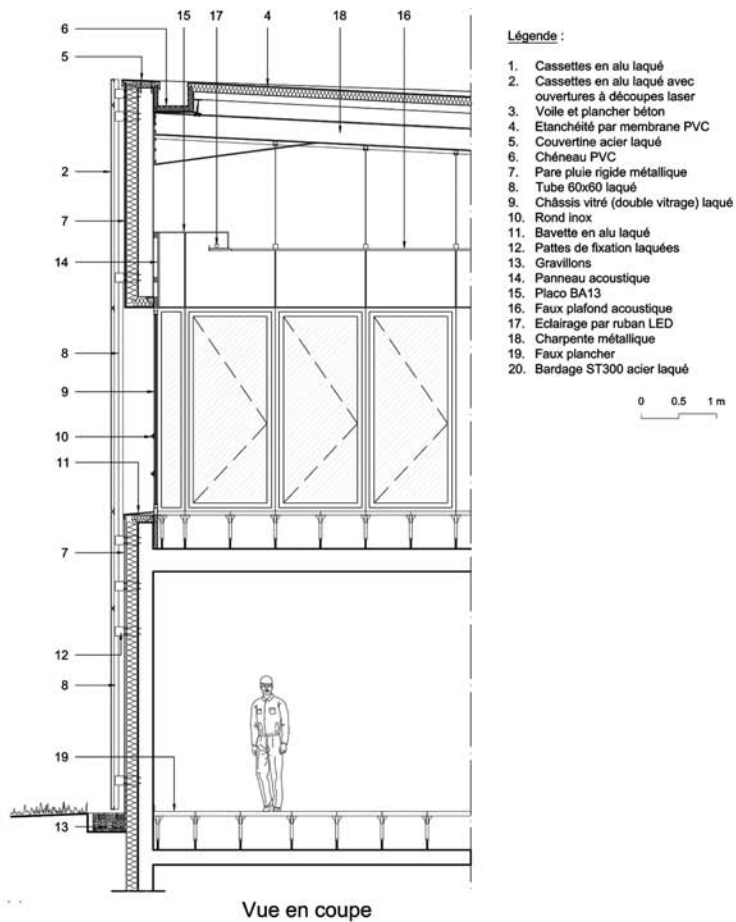 15 17 4 18 16
6
5
2
7
14
8
9
10
11
7
12
8
19
13
Légende :
1. Cassettes en alu laqué
2. Cassettes en alu laqué avec
ouvertures à découpes laser
3. Voile et plancher béton
4. Etanchéité par membrane PVC
5. Couvertine acier laqué
6. Chéneau PVC
7. Pare pluie rigide métallique
8. Tube 60x60 laqué
9. Châssis vitré (double vitrage) laqué
10. Rond inox
11. Bavette en alu laqué
12. Pattes de fixation laquées
13. Gravillons
14. Panneau acoustique
15. Placo BA13
16. Faux plafond acoustique
17. Eclairage par ruban LED
18. Charpente métallique
19. Faux plancher
20. Bardage ST300 acier laqué
0 0.5 1 m
Vue en coupe